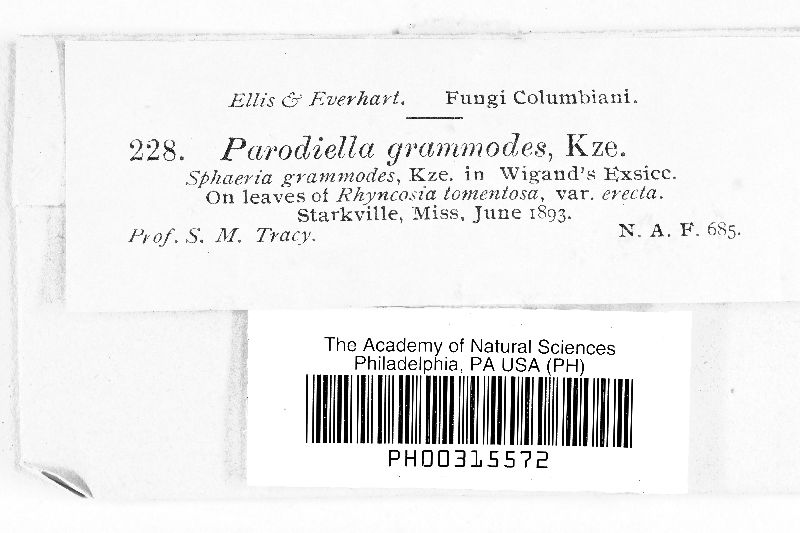 Ellis & Everhart. Fungi Columbiani.
228. Parodiella grammodes, Kze.
Sphaeria grammodes, Kze. in Wigand's Exsicc.
On leaves of Rhyncosia tomentosa, var. erecta.
Starkville, Miss, June 1893.
Prof. S. M. Tracy. N. A. F. 685.
The Academy of Natural Sciences
Philadelphia, PA USA (PH)
PH00315572